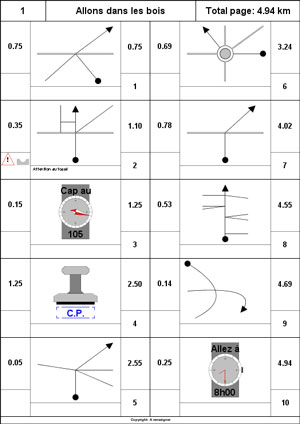 1 Allons dans les bois Total page: 4.94 km
0.75 0.75 1
0.69 3.24 6
0.35 1.10 2
! Attention au fossé
0.78 4.02 7
0.15 Cap au 105 1.25 3
0.53 4.55 8
1.25 C.P. 2.50 4
0.14 4.69 9
0.05 2.55 5
0.25 Allez à 8h00 4.94 10